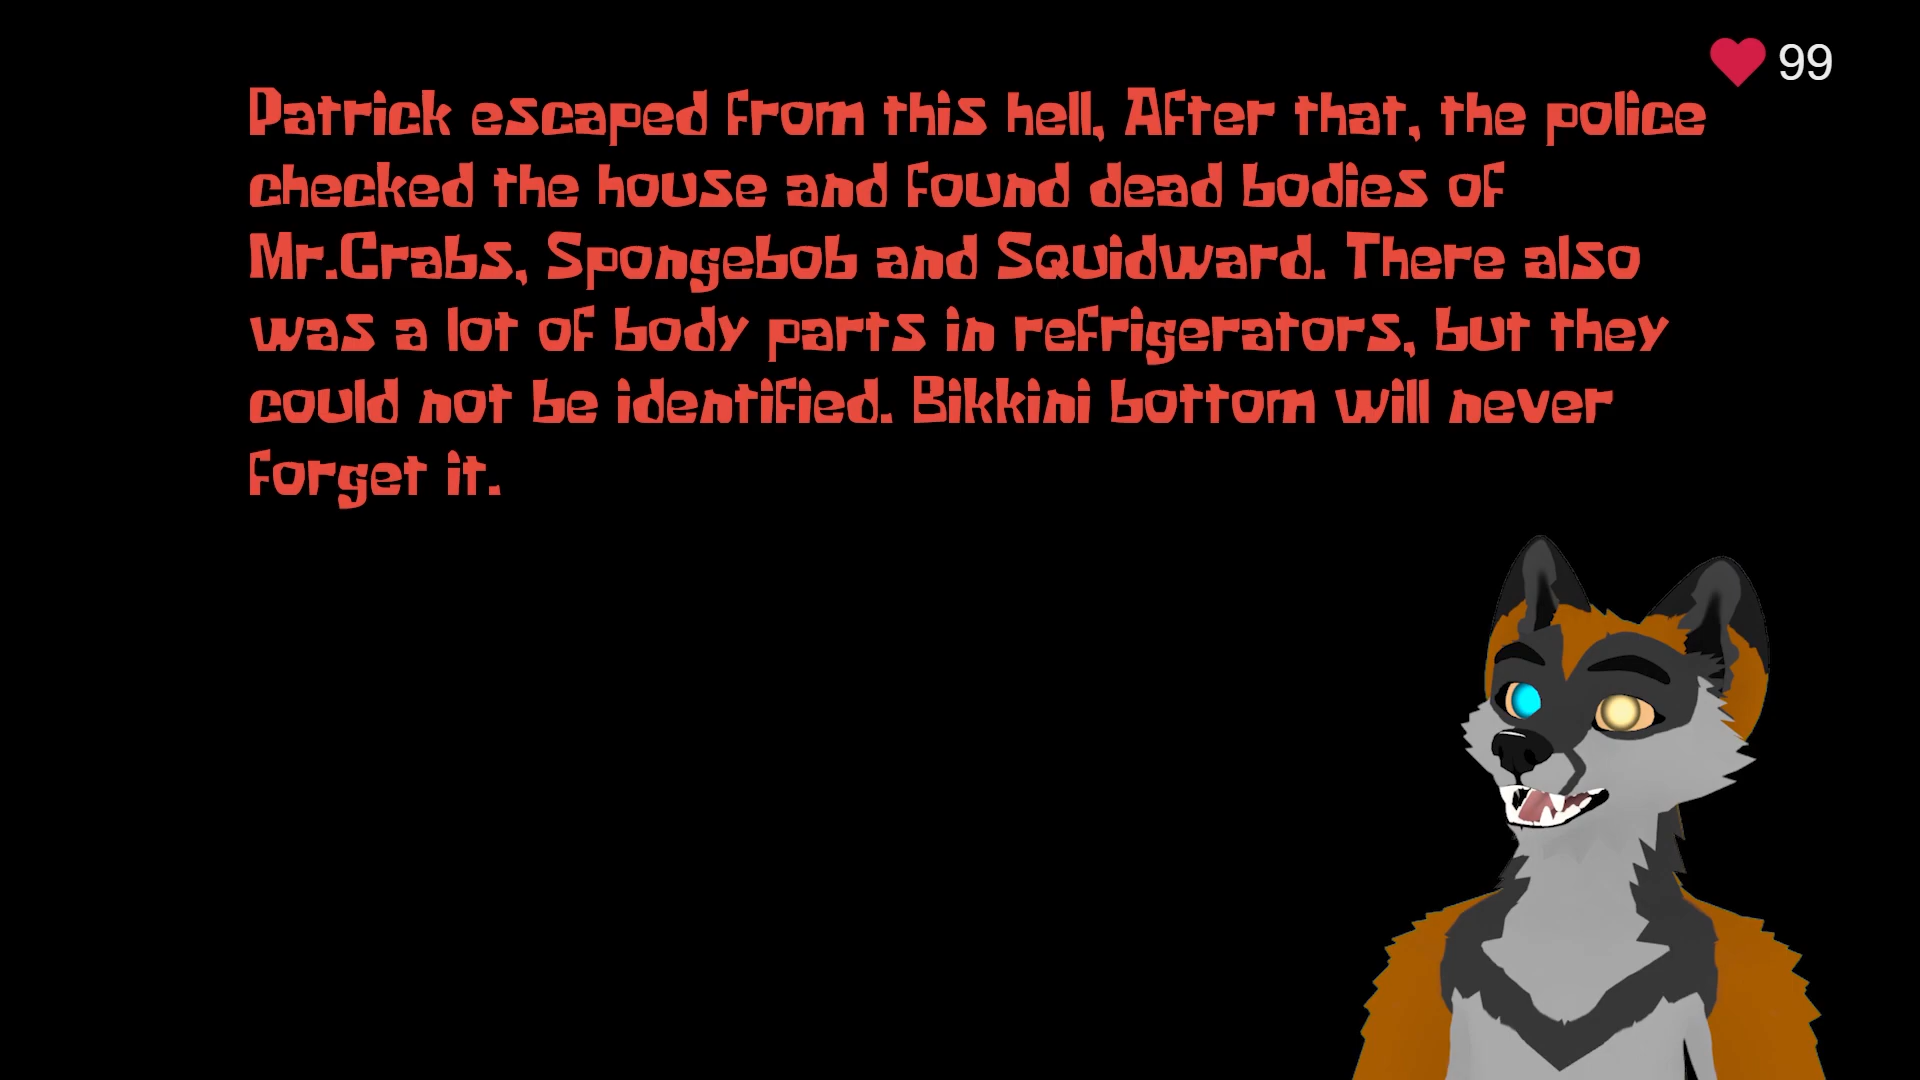 99
Patrick escaped from this hell, After that, the police
checked the house and found dead bodies of
Mr.Crabs, Spongebob and Squidward. There also
was a lot of body parts in refrigerators, but they
could not be identified. Bikkini bottom will never
forget it.